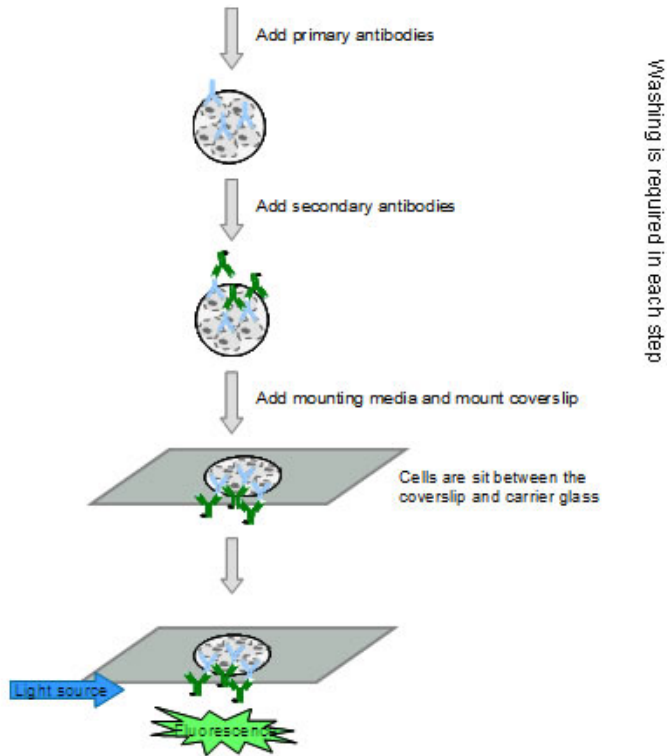 Add primary antibodies
Washing is required in each step
Add secondary antibodies
Add mounting media and mount coverslip
Cells are sit between the
coverslip and carrier glass
Light source
Fluorescence